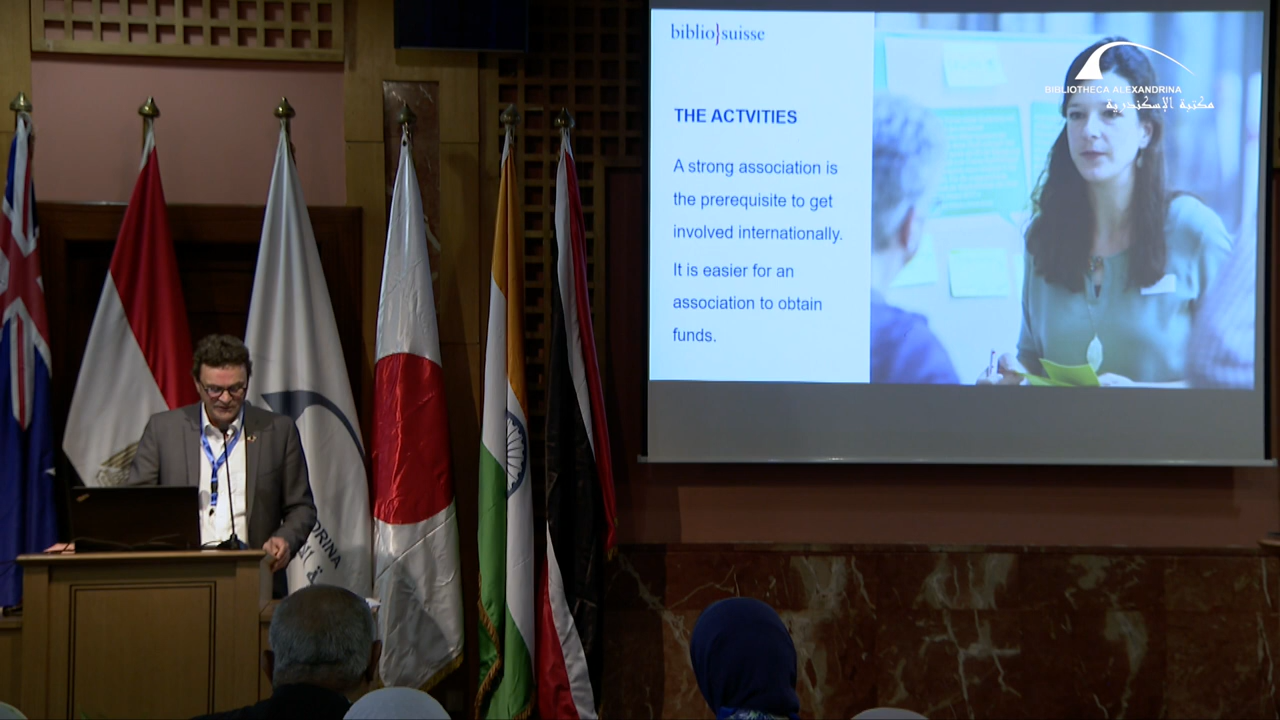 biblio}suisse
BIBLIOTHECA ALEXANDRINA
مكتبة الإسكندرية
THE ACTVITIES
A strong association is
the prerequisite to get
involved internationally.
It is easier for an
association to obtain
funds.
DRINA